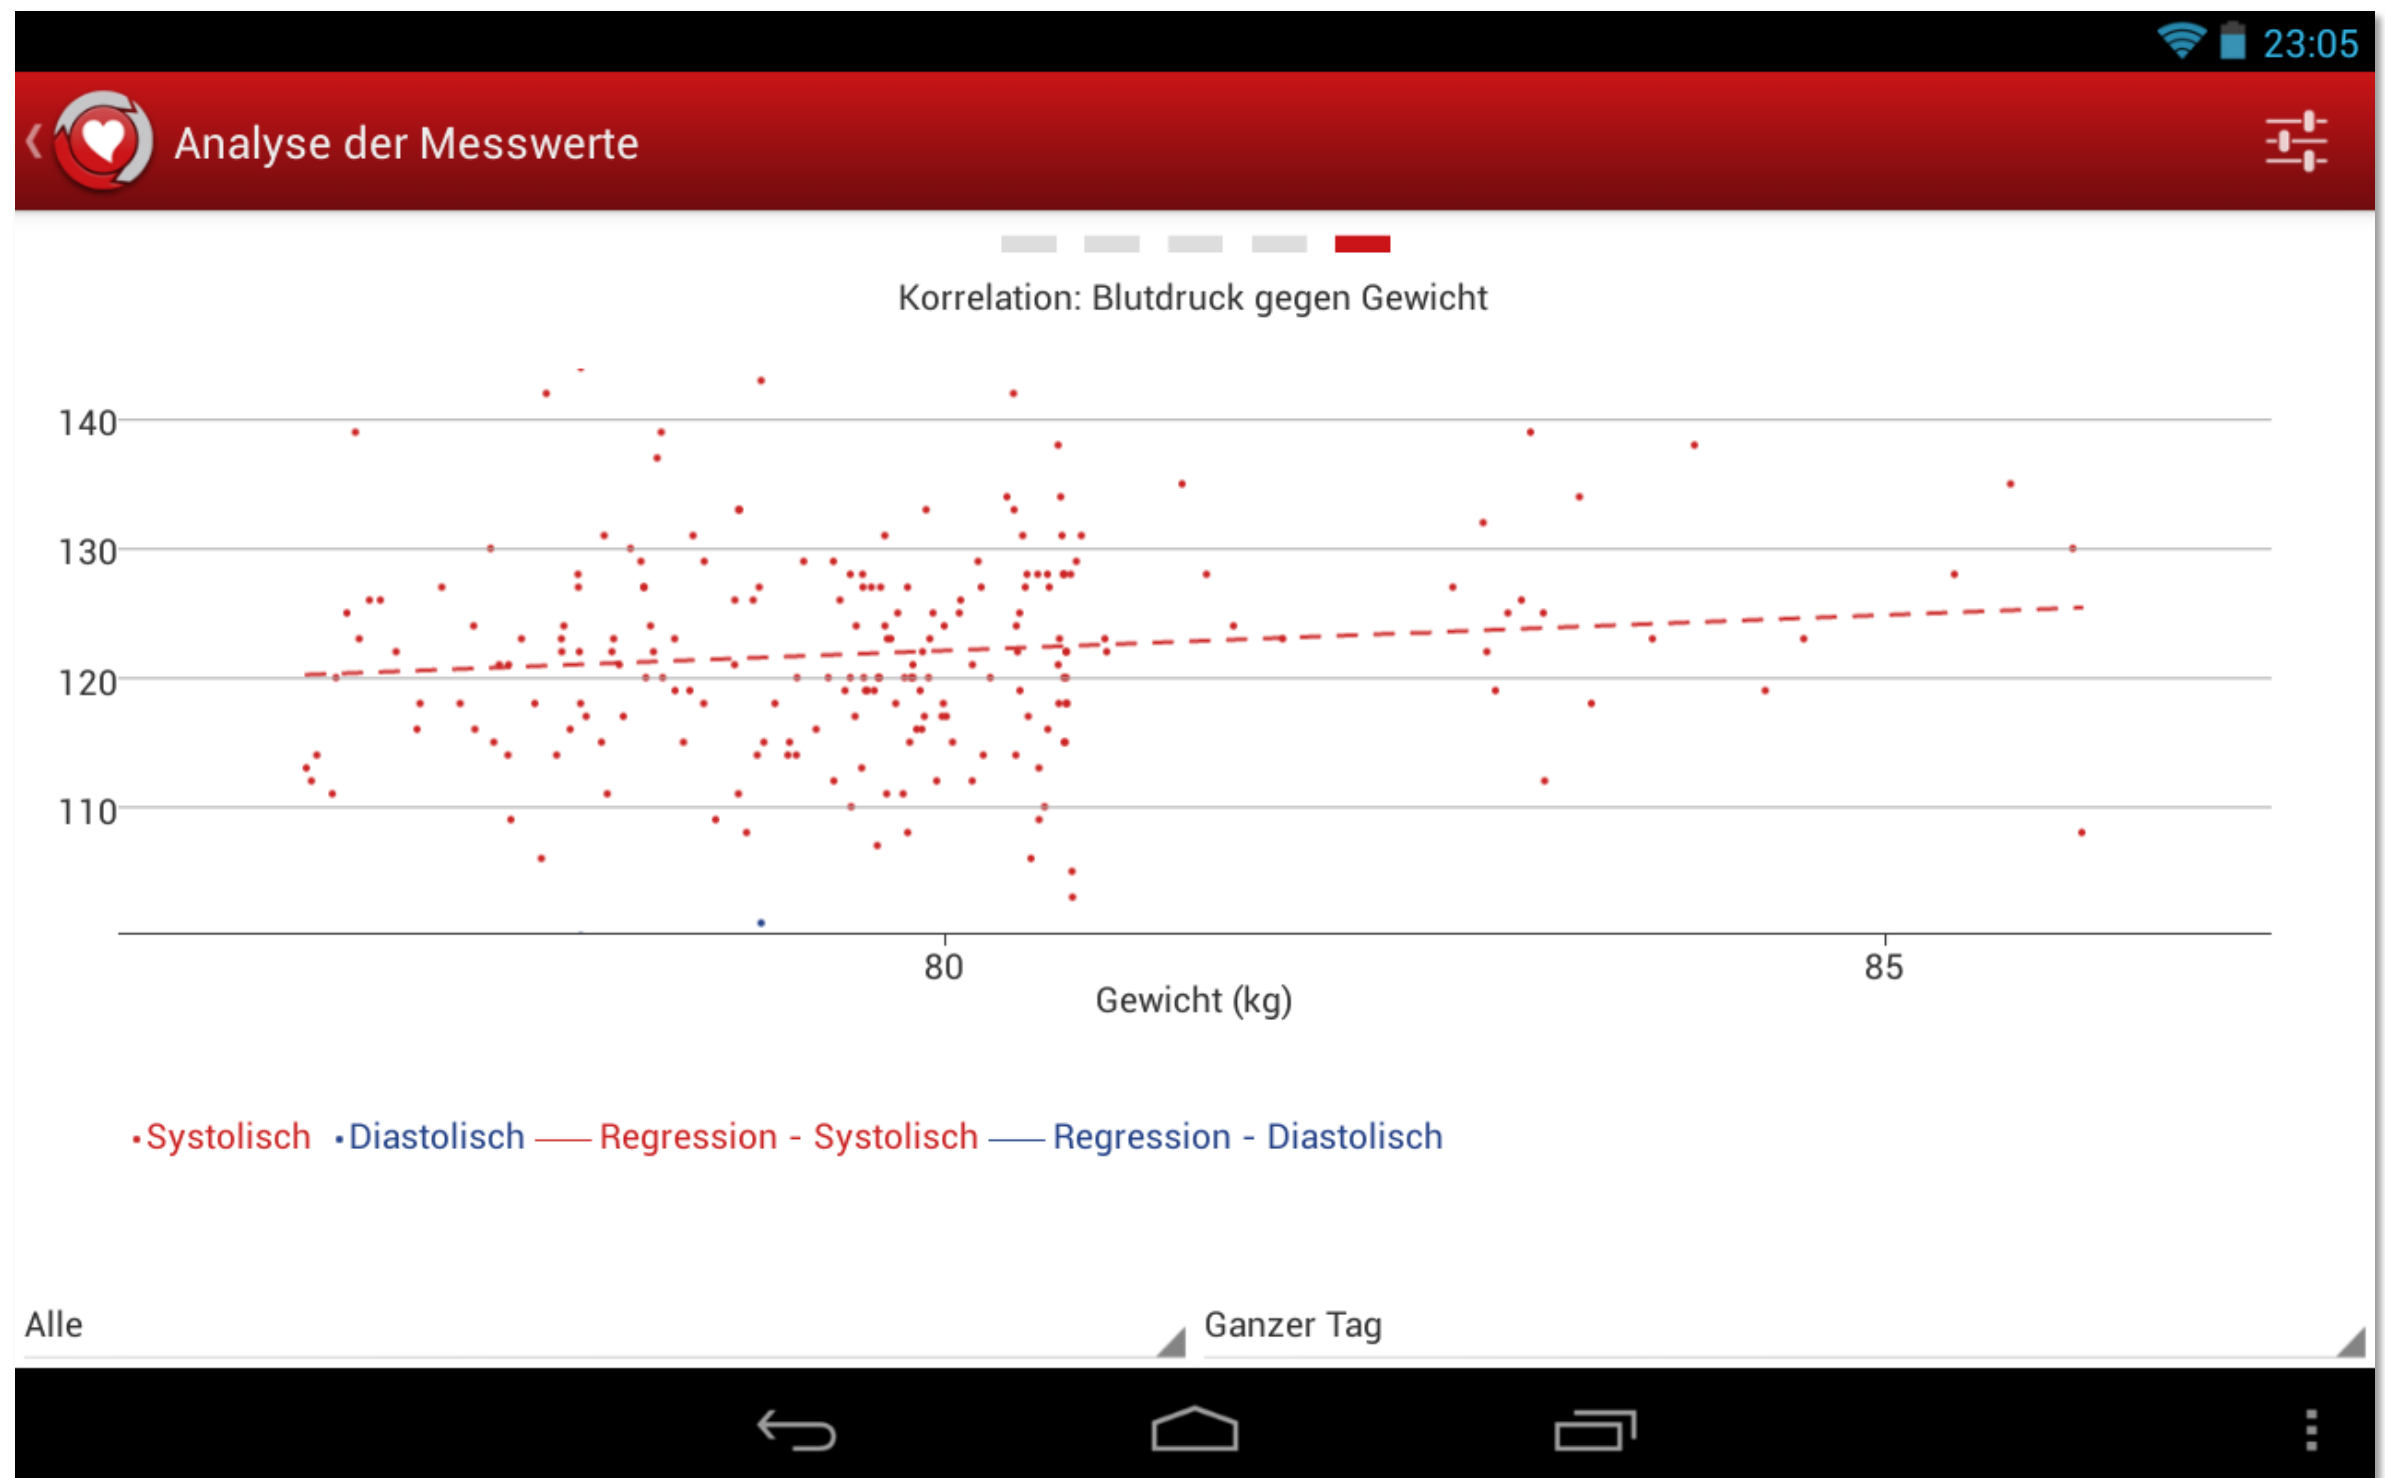 23:05
Analyse der Messwerte
Korrelation: Blutdruck gegen Gewicht
140
130
120
110
80 85
Gewicht (kg)
Systolisch Diastolisch Regression - Systolisch Regression - Diastolisch
Alle Ganzer Tag